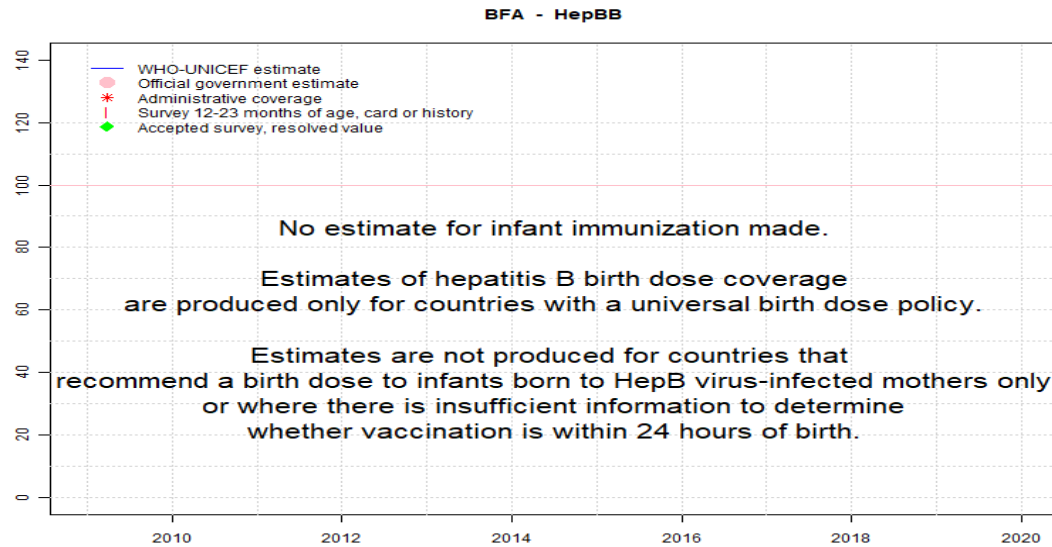 BFA - HepBB
WHO-UNICEF estimate
Official government estimate
Administrative coverage
Survey 12-23 months of age, card or history
Accepted survey, resolved value
140
120
100
80
60
40
20
0
No estimate for infant immunization made.
Estimates of hepatitis B birth dose coverage
are produced only for countries with a universal birth dose policy.
Estimates are not produced for countries that
recommend a birth dose to infants born to HepB virus-infected mothers only
or where there is insufficient information to determine
whether vaccination is within 24 hours of birth.
2010 2012 2014 2016 2018 2020